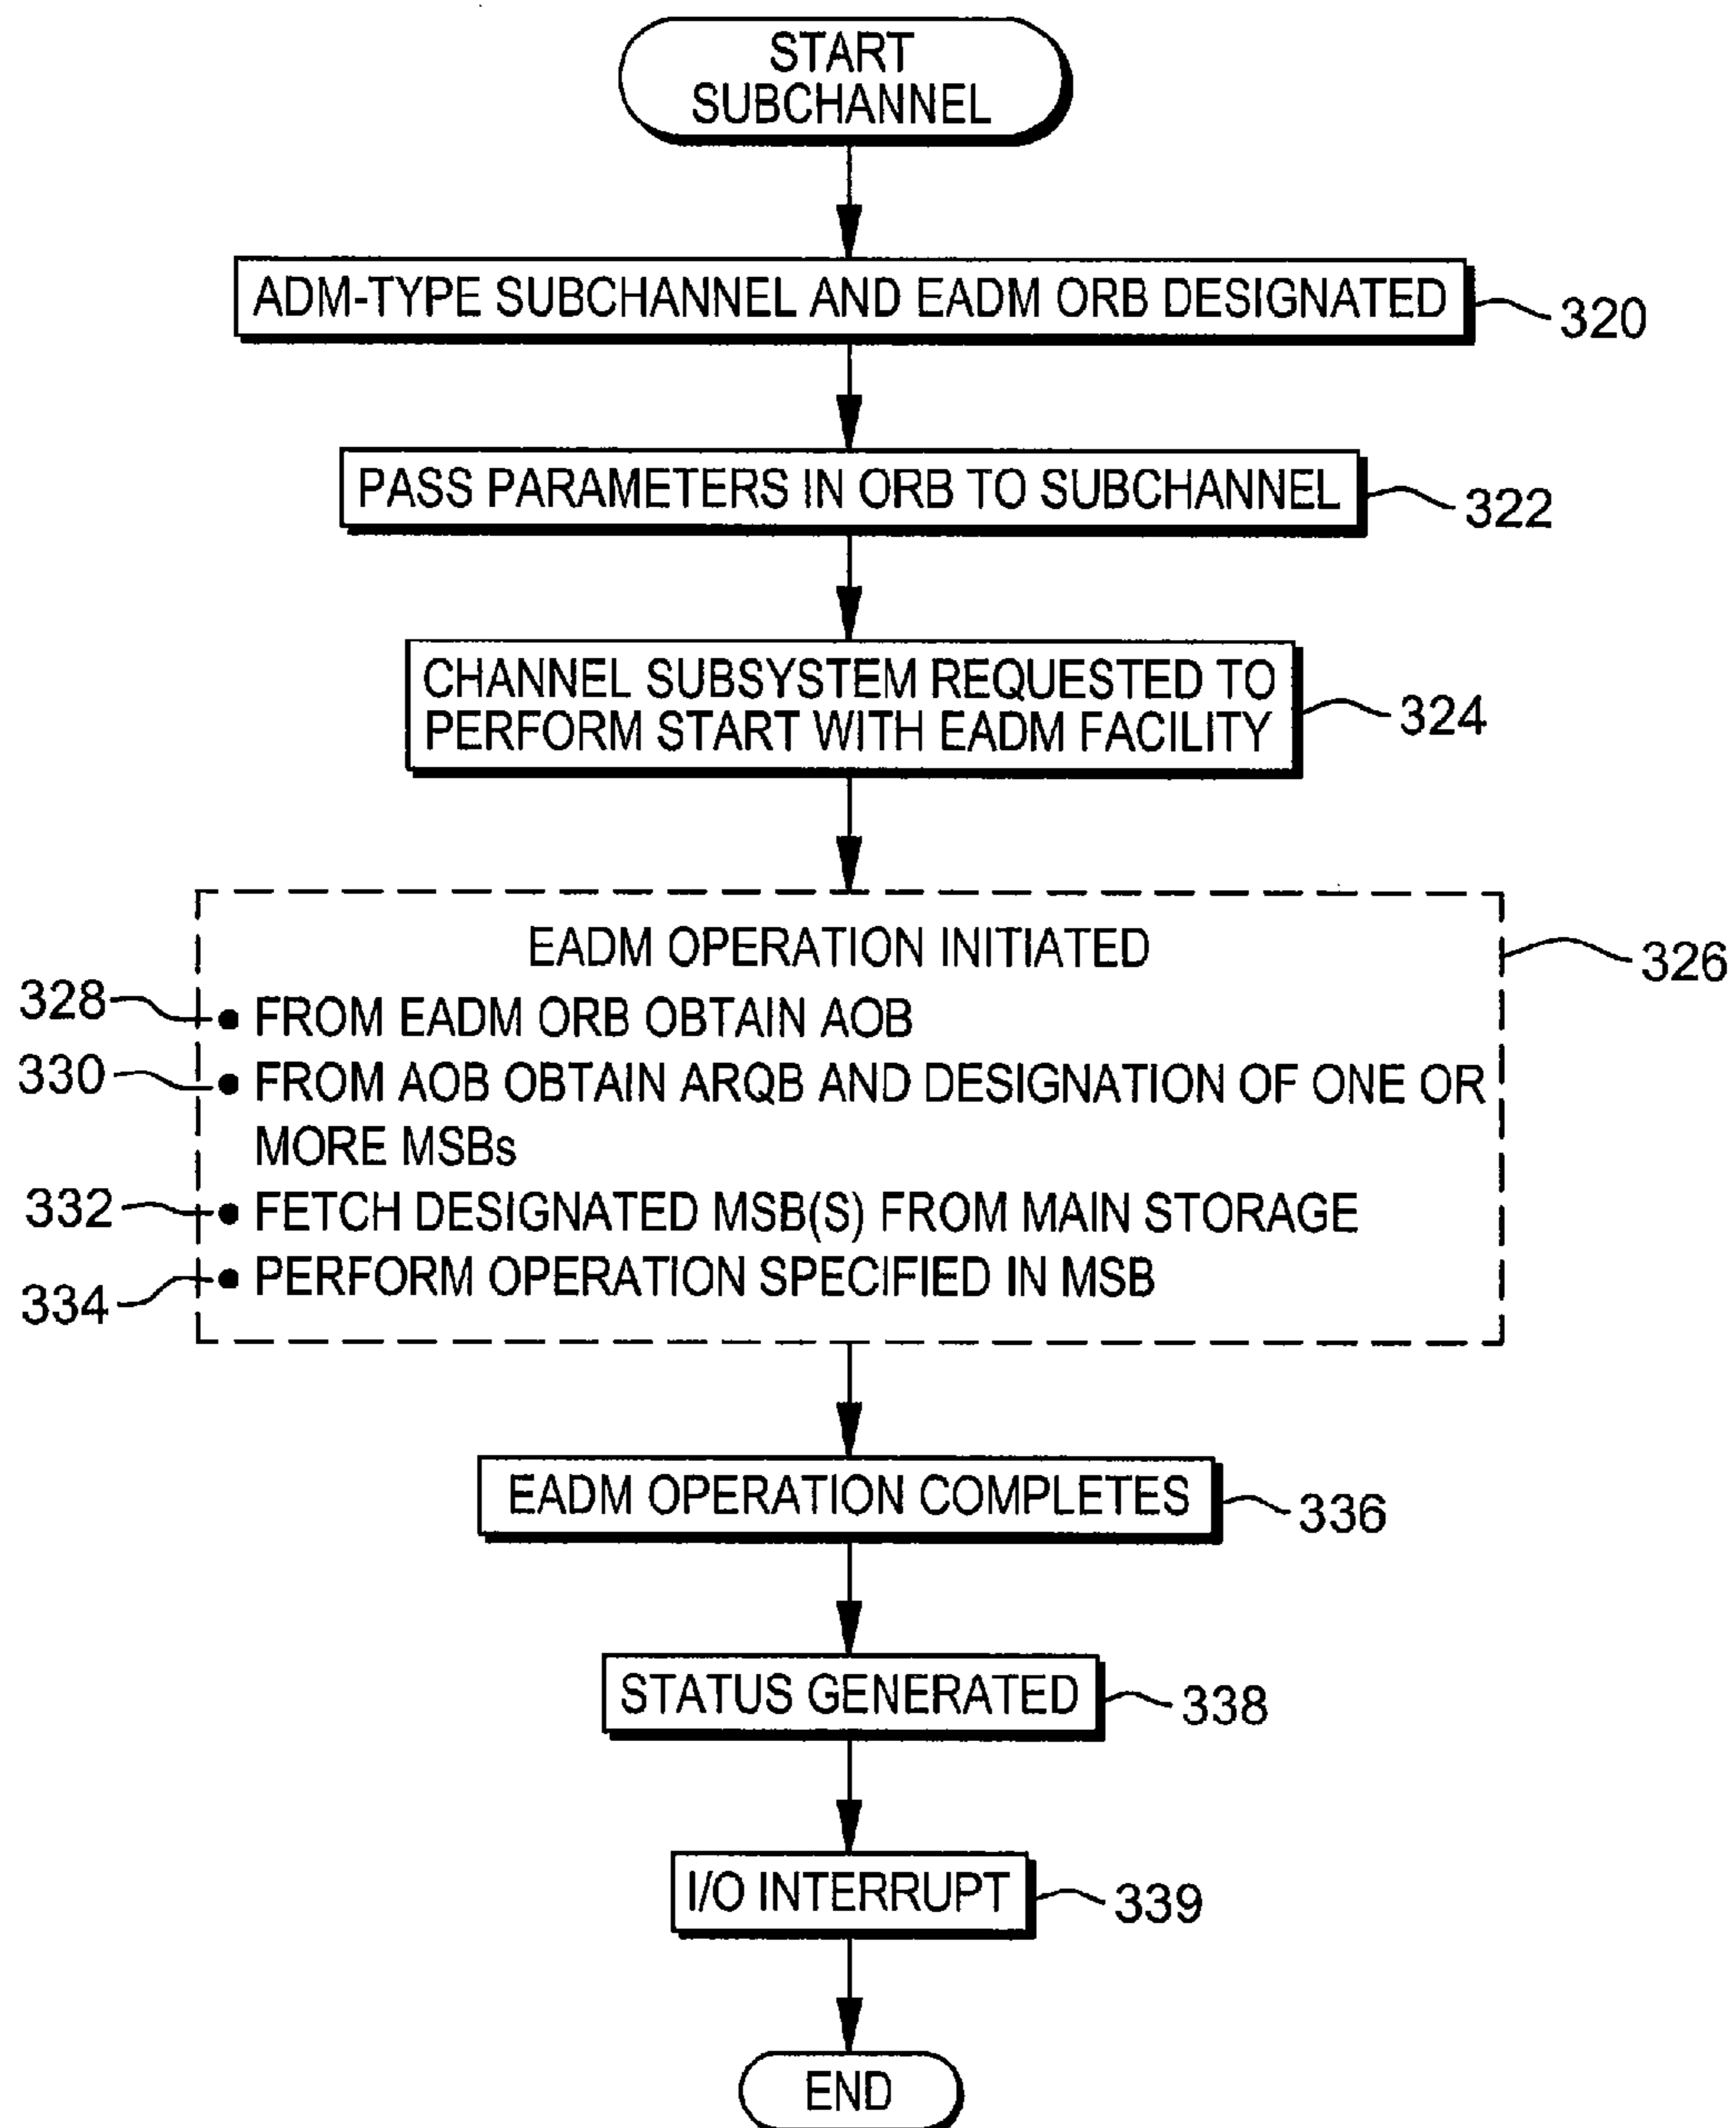 START
SUBCHANNEL
ADM-TYPE SUBCHANNEL AND EADM ORB DESIGNATED
320
PASS PARAMETERS IN ORB TO SUBCHANNEL
322
CHANNEL SUBSYSTEM REQUESTED TO
PERFORM START WITH EADM FACILITY
324
EADM OPERATION INITIATED
326
328
● FROM EADM ORB OBTAIN AOB
330
● FROM AOB OBTAIN ARQB AND DESIGNATION OF ONE OR
MORE MSBs
332
● FETCH DESIGNATED MSB(S) FROM MAIN STORAGE
334
● PERFORM OPERATION SPECIFIED IN MSB
EADM OPERATION COMPLETES
336
STATUS GENERATED
338
I/O INTERRUPT
339
END